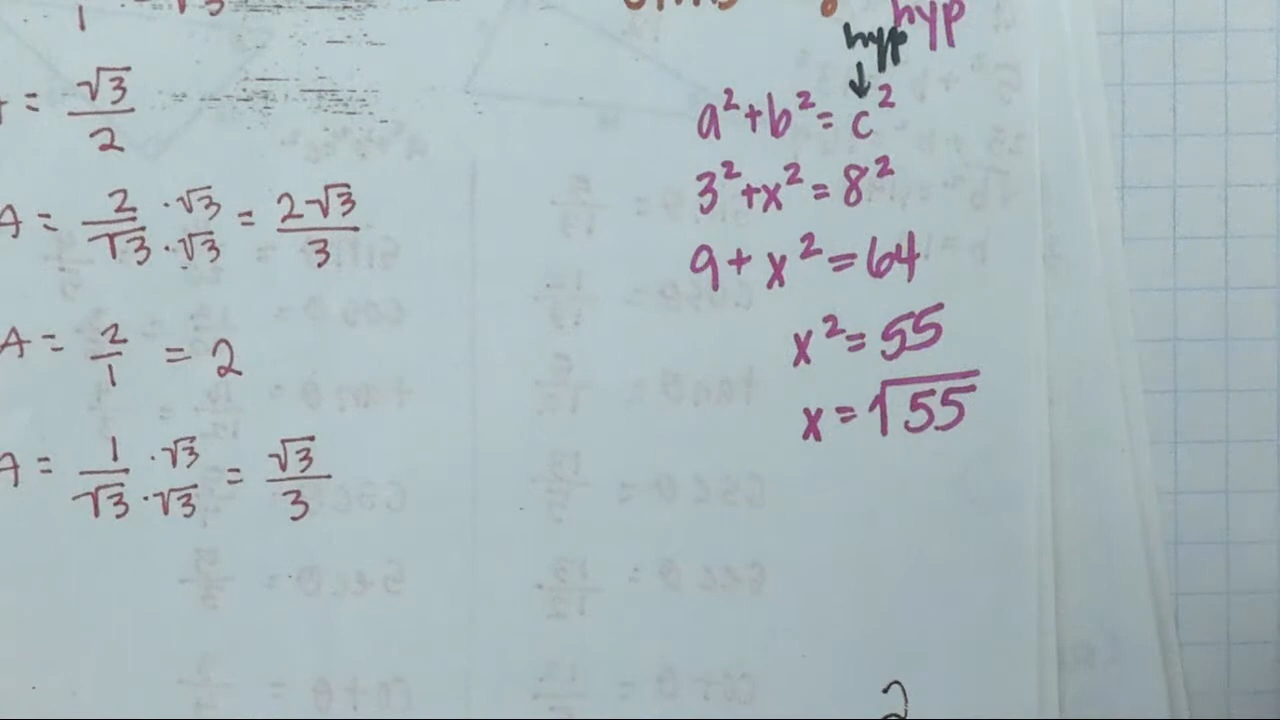 = √3/2
A = 2/√3 · √3/√3 = 2√3/3
A = 2/1 = 2
A = 1/√3 · √3/√3 = √3/3
hyp
hyp
↓
a² + b² = c²
3² + x² = 8²
9 + x² = 64
x² = 55
x = √55
2